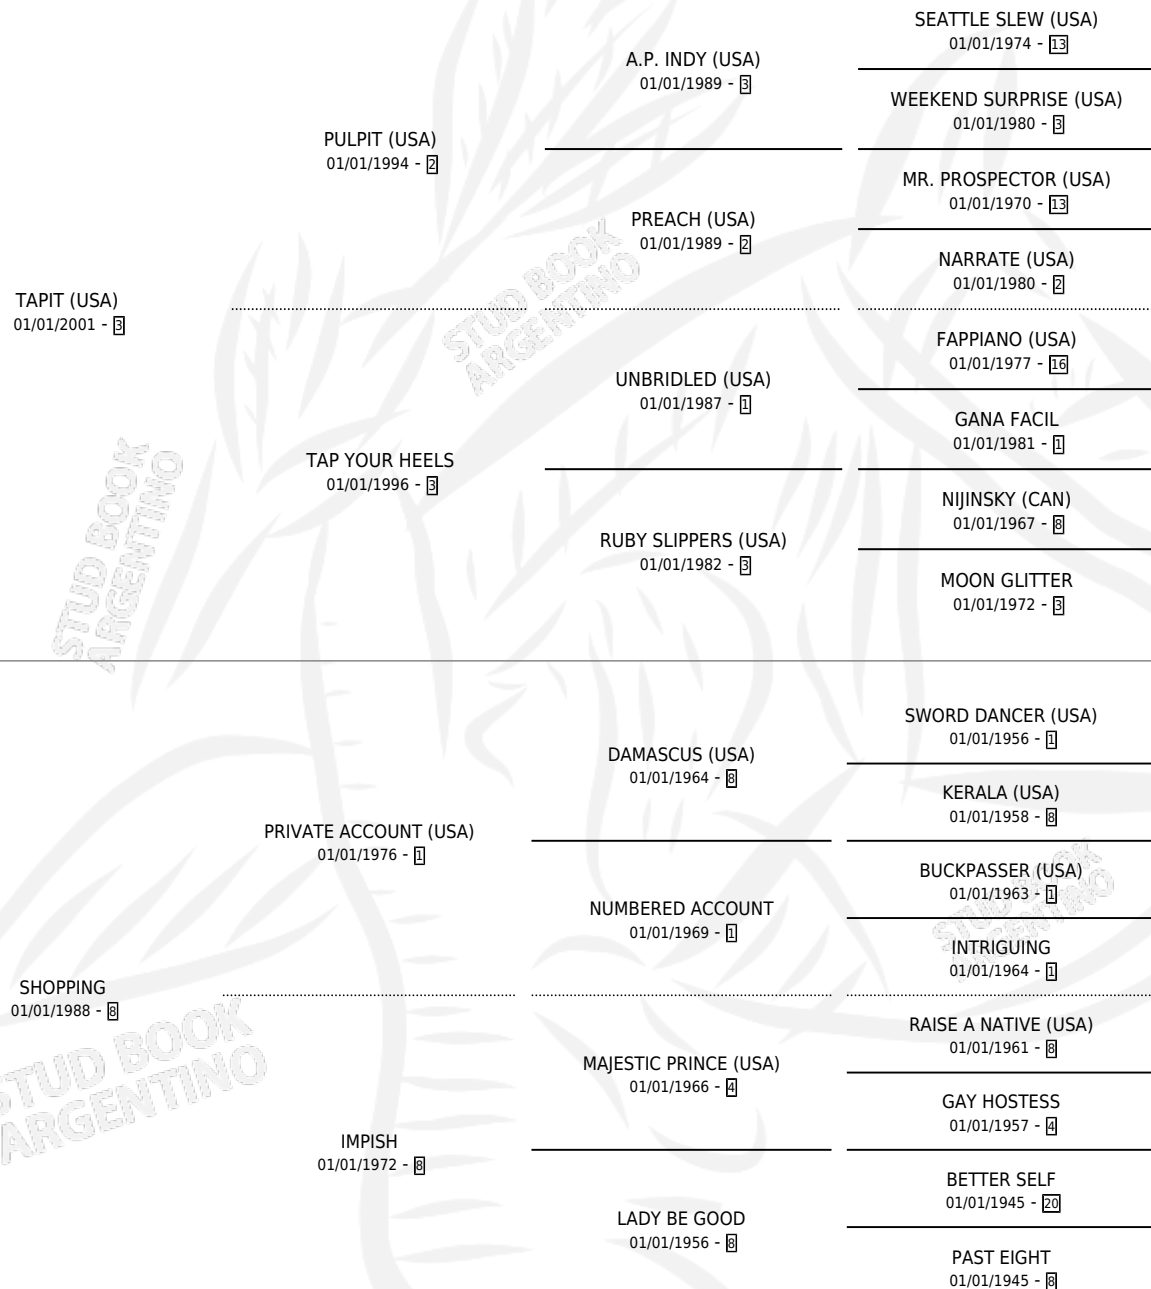 SEATTLE SLEW (USA)
01/01/1974 - 13
A.P. INDY (USA)
01/01/1989 - 3
WEEKEND SURPRISE (USA)
01/01/1980 - 3
PULPIT (USA)
01/01/1994 - 2
MR. PROSPECTOR (USA)
01/01/1970 - 13
PREACH (USA)
01/01/1989 - 2
NARRATE (USA)
01/01/1980 - 2
TAPIT (USA)
01/01/2001 - 3
FAPPIANO (USA)
01/01/1977 - 16
UNBRIDLED (USA)
01/01/1987 - 1
GANA FACIL
01/01/1981 - 1
TAP YOUR HEELS
01/01/1996 - 3
NIJINSKY (CAN)
01/01/1967 - 8
RUBY SLIPPERS (USA)
01/01/1982 - 3
MOON GLITTER
01/01/1972 - 3
SWORD DANCER (USA)
01/01/1956 - 1
DAMASCUS (USA)
01/01/1964 - 8
KERALA (USA)
01/01/1958 - 8
PRIVATE ACCOUNT (USA)
01/01/1976 - 1
BUCKPASSER (USA)
01/01/1963 - 1
NUMBERED ACCOUNT
01/01/1969 - 1
INTRIGUING
01/01/1964 - 1
SHOPPING
01/01/1988 - 8
RAISE A NATIVE (USA)
01/01/1961 - 8
MAJESTIC PRINCE (USA)
01/01/1966 - 4
GAY HOSTESS
01/01/1957 - 4
IMPISH
01/01/1972 - 8
BETTER SELF
01/01/1945 - 20
LADY BE GOOD
01/01/1956 - 8
PAST EIGHT
01/01/1945 - 8
STUD BOOK
ARGENTINO
STUD BOOK
ARGENTINO
STUD BOOK
ARGENTINO
STUD BOOK
ARGENTINO